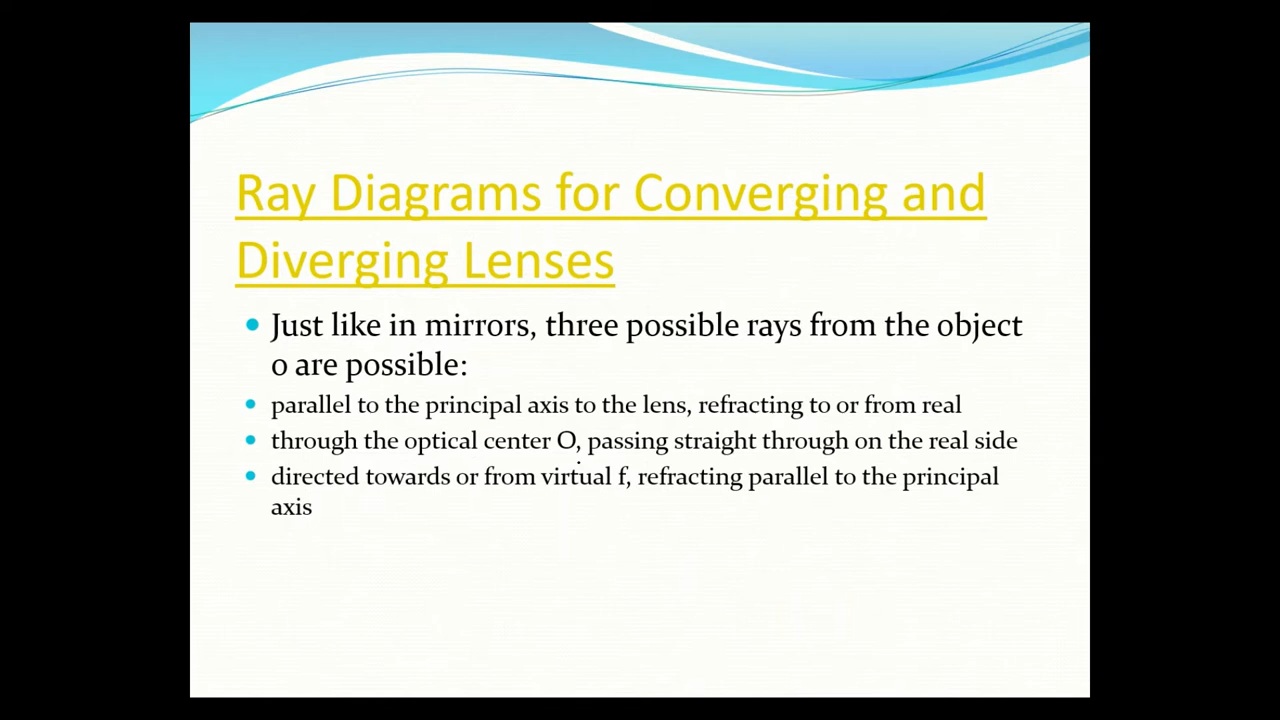 Ray Diagrams for Converging and
Diverging Lenses
Just like in mirrors, three possible rays from the object
o are possible:
parallel to the principal axis to the lens, refracting to or from real
through the optical center O, passing straight through on the real side
directed towards or from virtual f, refracting parallel to the principal
axis